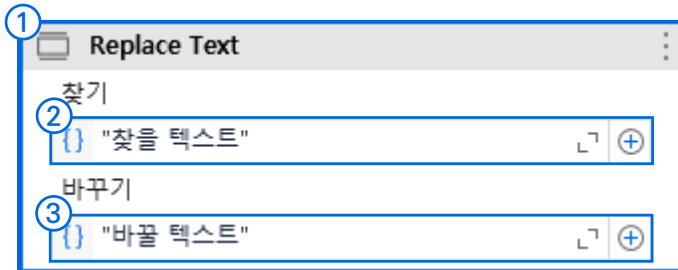 ① Replace Text
찾기
② {} "찾을 텍스트"
바꾸기
③ {} "바꿀 텍스트"